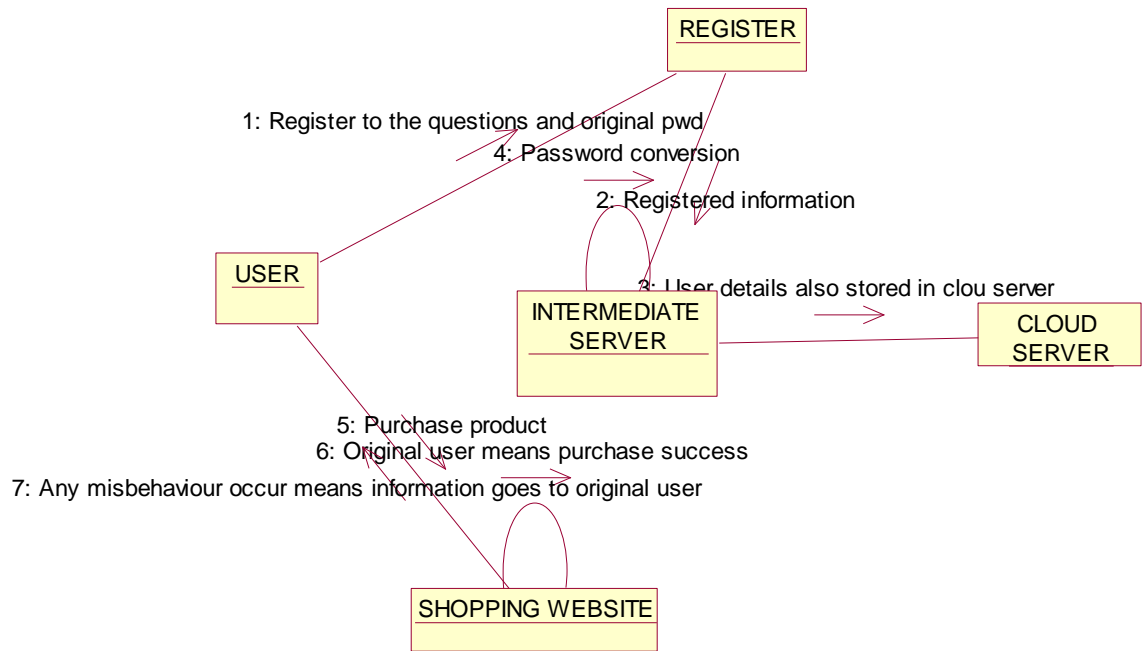 REGISTER
1: Register to the questions and original pwd
4: Password conversion
2: Registered information
USER
3: User details also stored in clou server
INTERMEDIATE
SERVER
CLOUD
SERVER
5: Purchase product
6: Original user means purchase success
7: Any misbehaviour occur means information goes to original user
SHOPPING WEBSITE